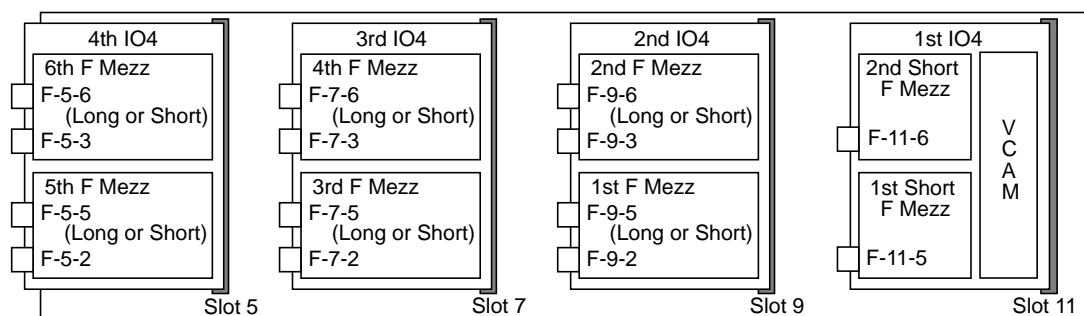 4th IO4
6th F Mezz
F-5-6
(Long or Short)
F-5-3
5th F Mezz
F-5-5
(Long or Short)
F-5-2
Slot 5
3rd IO4
4th F Mezz
F-7-6
(Long or Short)
F-7-3
3rd F Mezz
F-7-5
(Long or Short)
F-7-2
Slot 7
2nd IO4
2nd F Mezz
F-9-6
(Long or Short)
F-9-3
1st F Mezz
F-9-5
(Long or Short)
F-9-2
Slot 9
1st IO4
2nd Short
F Mezz
F-11-6
1st Short
F Mezz
F-11-5
VCAM
Slot 11